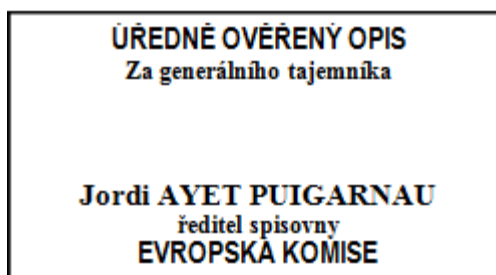 ÚŘEDNĚ OVĚŘENÝ OPIS
Za generálního tajemníka
Jordi AYET PUIGARNAU
ředitel spisovny
EVROPSKÁ KOMISE